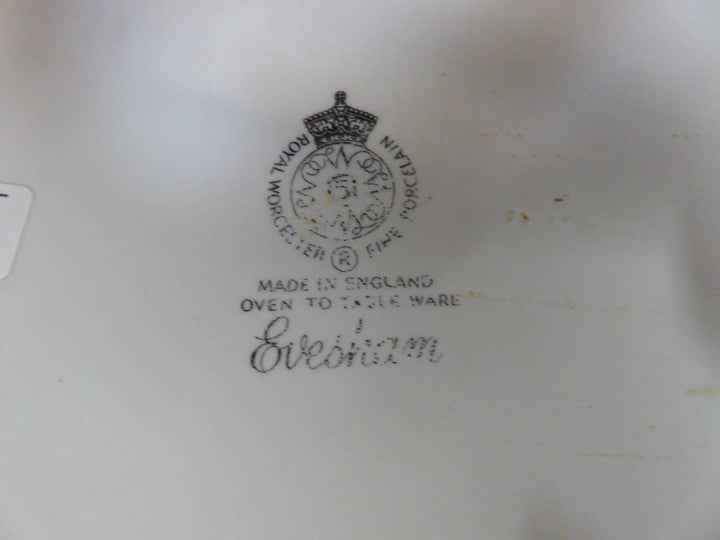 ROYAL WORCESTER FINE PORCELAIN
51
®
MADE IN ENGLAND
OVEN TO TABLE WARE
Evesham